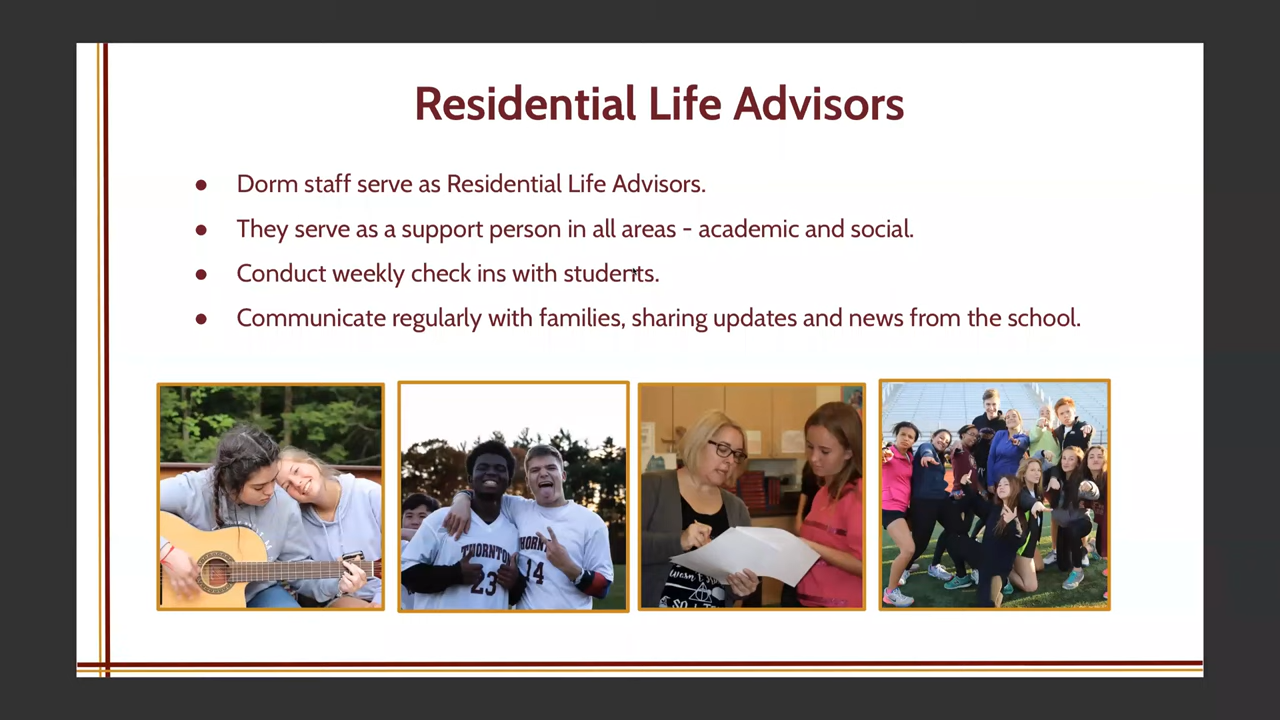 Residential Life Advisors
● Dorm staff serve as Residential Life Advisors.
● They serve as a support person in all areas - academic and social.
● Conduct weekly check ins with students.
● Communicate regularly with families, sharing updates and news from the school.
THORNTON
23
14